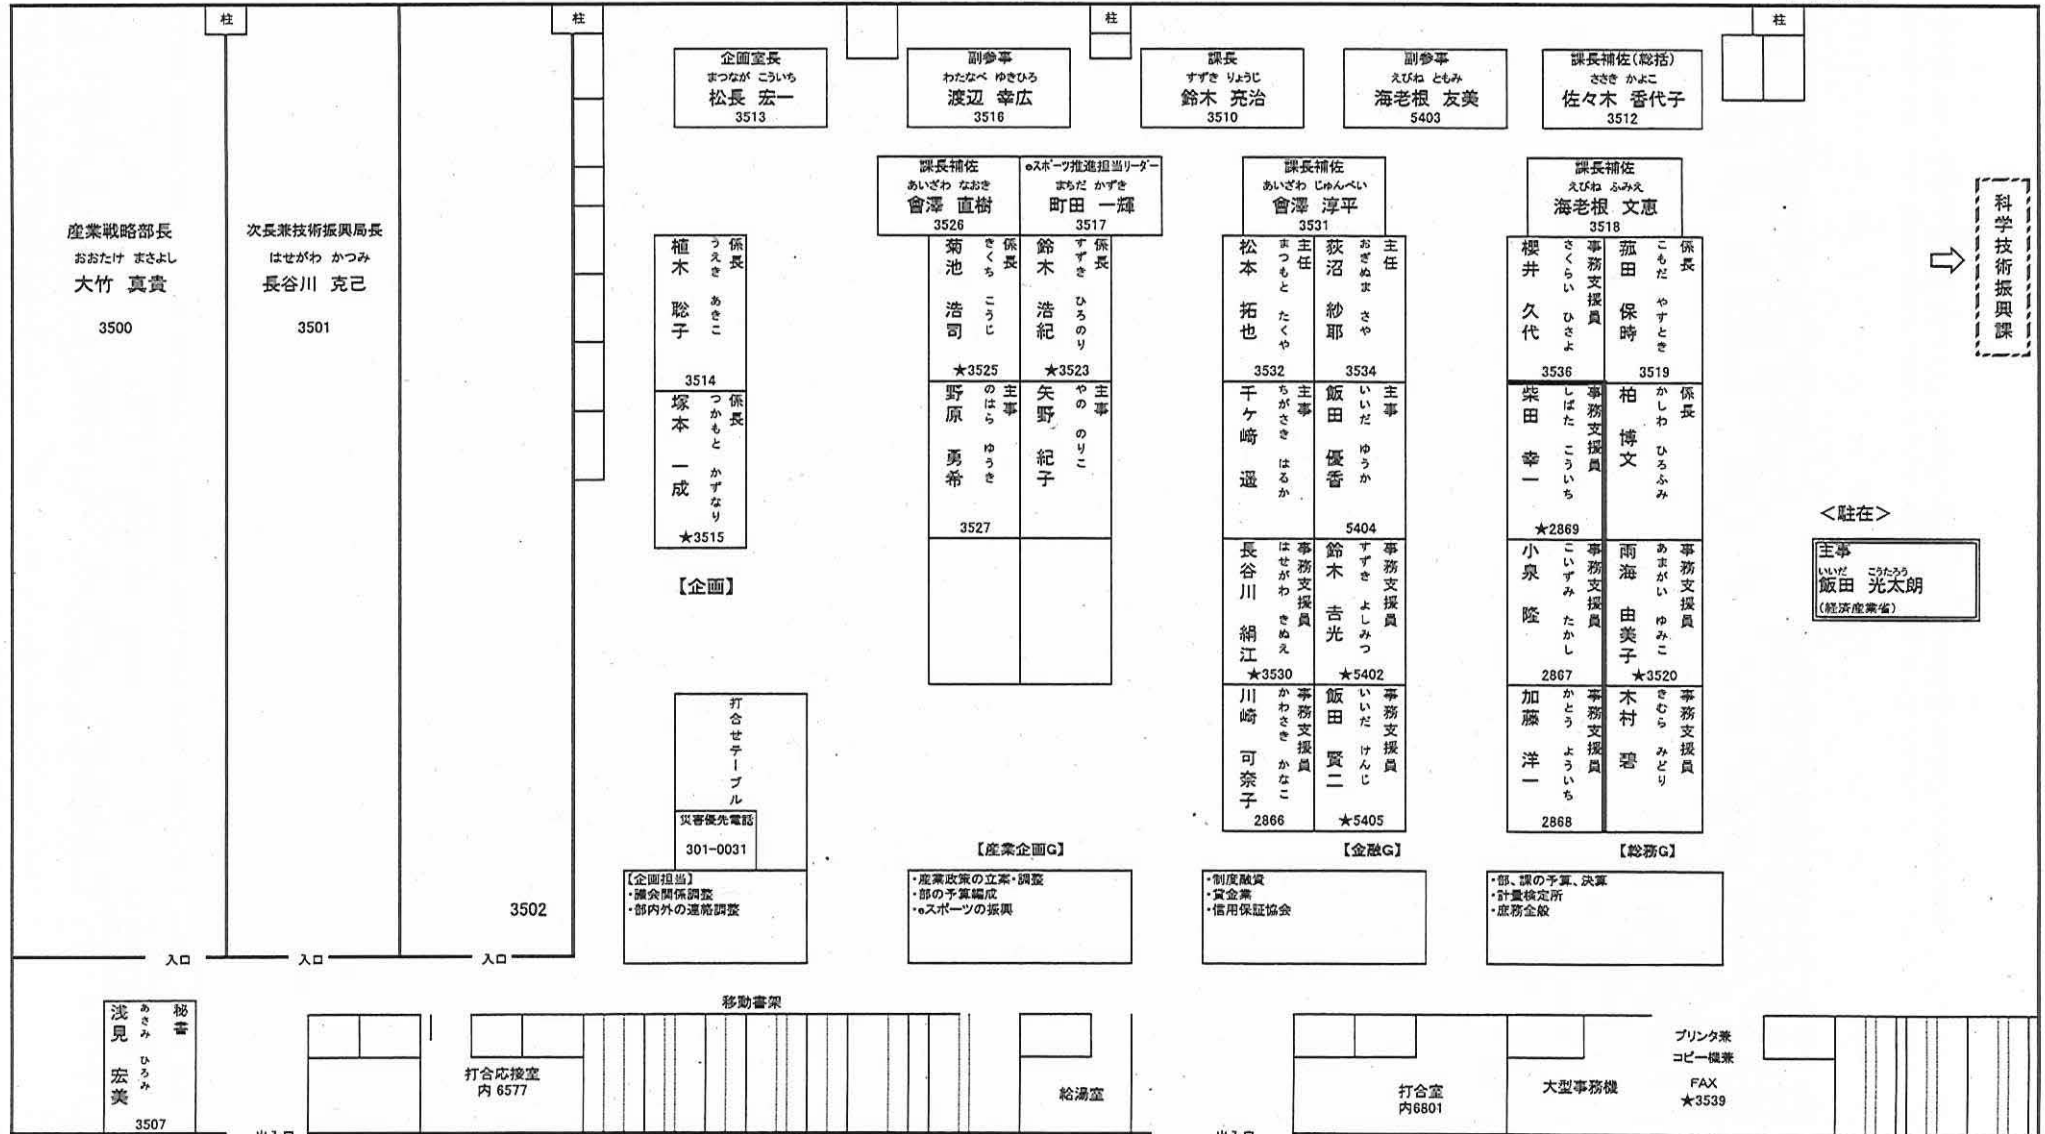 柱
柱
柱
柱
企画室長
まつなが こういち
松長 宏一
3513
副参事
わたなべ ゆきひろ
渡辺 幸広
3516
課長
すずき りょうじ
鈴木 亮治
3510
副参事
えびね ともみ
海老根 友美
5403
課長補佐(総括)
ささき かよこ
佐々木 香代子
3512
産業戦略部長
おおたけ まさよし
大竹 真貴
3500
次長兼技術振興局長
はせがわ かつみ
長谷川 克己
3501
3502
係長
うえき あきこ
植木 聡子
3514
係長
つかもと かずなり
塚本 一成
★3515
【企画】
課長補佐
あいざわ なおき
會澤 直樹
3526
eスポーツ推進担当リーダー
まちだ かずき
町田 一輝
3517
係長
きくち こうじ
菊池 浩司
★3525
係長
すずき ひろのり
鈴木 浩紀
★3523
主事
のはら ゆうき
野原 勇希
3527
主事
やの のりこ
矢野 紀子
課長補佐
あいざわ じゅんぺい
會澤 淳平
3531
主任
まつもと たくや
松本 拓也
3532
主任
おぎぬま さや
荻沼 紗耶
3534
主事
ちがさき はるか
千ヶ﨑 遥
主事
いいだ ゆうか
飯田 優香
5404
事務支援員
はせがわ きぬえ
長谷川 絹江
★3530
事務支援員
すずき よしみつ
鈴木 吉光
★5402
事務支援員
かわさき かなこ
川崎 可奈子
2866
事務支援員
いいだ けんじ
飯田 賢二
★5405
課長補佐
えびね ふみえ
海老根 文恵
3518
事務支援員
さくらい ひさよ
櫻井 久代
3536
係長
こもだ やすとき
菰田 保時
3519
事務支援員
しばた こういち
柴田 幸一
★2869
係長
かしわ ひろふみ
柏 博文
事務支援員
こいずみ たかし
小泉 隆
2867
事務支援員
あまがい ゆみこ
雨海 由美子
★3520
事務支援員
かとう よういち
加藤 洋一
2868
事務支援員
きむら みどり
木村 碧
⇨
科学技術振興課
＜駐在＞
主事
いいだ こうたろう
飯田 光太朗
(経済産業省)
打合せテーブル
災害優先電話
301-0031
【産業企画G】
【金融G】
【総務G】
【企画担当】
・議会関係調整
・部内外の連絡調整
・産業政策の立案・調整
・部の予算編成
・eスポーツの振興
・制度融資
・貸金業
・信用保証協会
・部、課の予算、決算
・計量検定所
・庶務全般
入口
入口
入口
秘書
あさみ ひろみ
浅見 宏美
3507
移動書架
打合応接室
内 6577
給湯室
打合室
内6801
大型事務機
プリンタ兼
コピー機兼
FAX
★3539